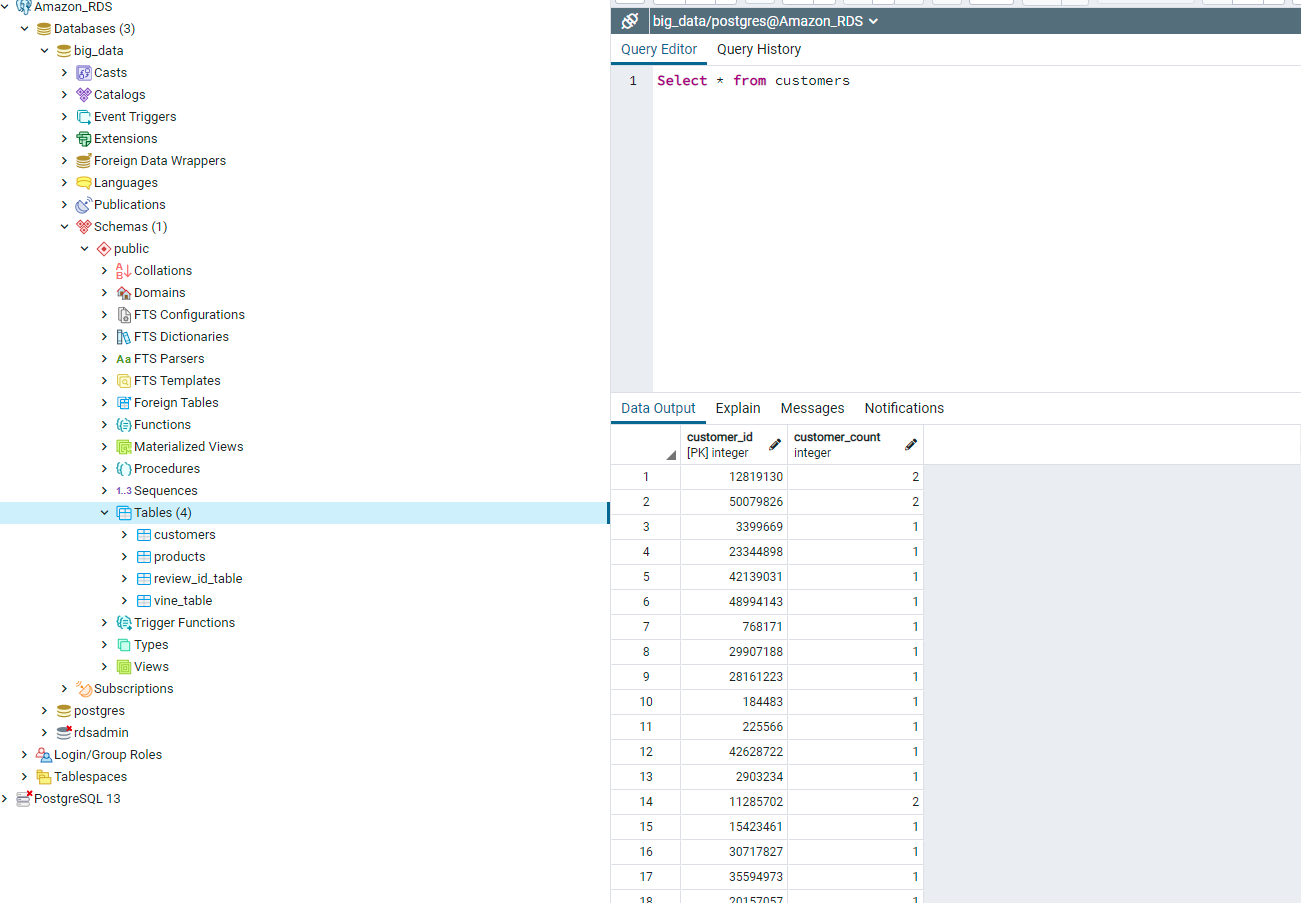 Amazon_RDS
Databases (3)
big_data
Casts
Catalogs
Event Triggers
Extensions
Foreign Data Wrappers
Languages
Publications
Schemas (1)
public
Collations
Domains
FTS Configurations
FTS Dictionaries
Aa FTS Parsers
FTS Templates
Foreign Tables
Functions
Materialized Views
Procedures
1..3 Sequences
Tables (4)
customers
products
review_id_table
vine_table
Trigger Functions
Types
Views
Subscriptions
postgres
rdsadmin
Login/Group Roles
Tablespaces
PostgreSQL 13
big_data/postgres@Amazon_RDS
Query Editor Query History
1 Select * from customers
Data Output Explain Messages Notifications
customer_id customer_count
[PK] integer integer
1 12819130 2
2 50079826 2
3 3399669 1
4 23344898 1
5 42139031 1
6 48994143 1
7 768171 1
8 29907188 1
9 28161223 1
10 184483 1
11 225566 1
12 42628722 1
13 2903234 1
14 11285702 2
15 15423461 1
16 30717827 1
17 35594973 1
18 20157057 1